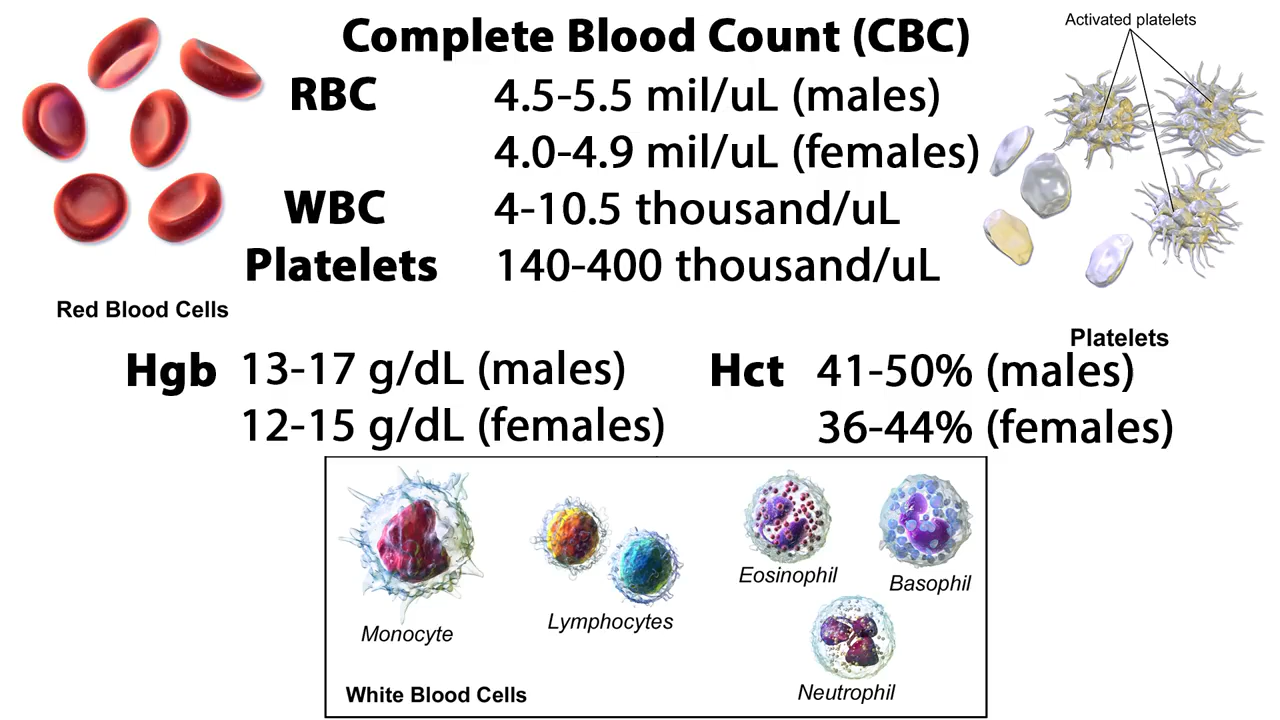 Complete Blood Count (CBC)
Activated platelets
RBC 4.5-5.5 mil/uL (males)
4.0-4.9 mil/uL (females)
WBC 4-10.5 thousand/uL
Platelets 140-400 thousand/uL
Red Blood Cells
Platelets
Hgb 13-17 g/dL (males) Hct 41-50% (males)
12-15 g/dL (females) 36-44% (females)
Monocyte
Lymphocytes
Eosinophil
Basophil
Neutrophil
White Blood Cells